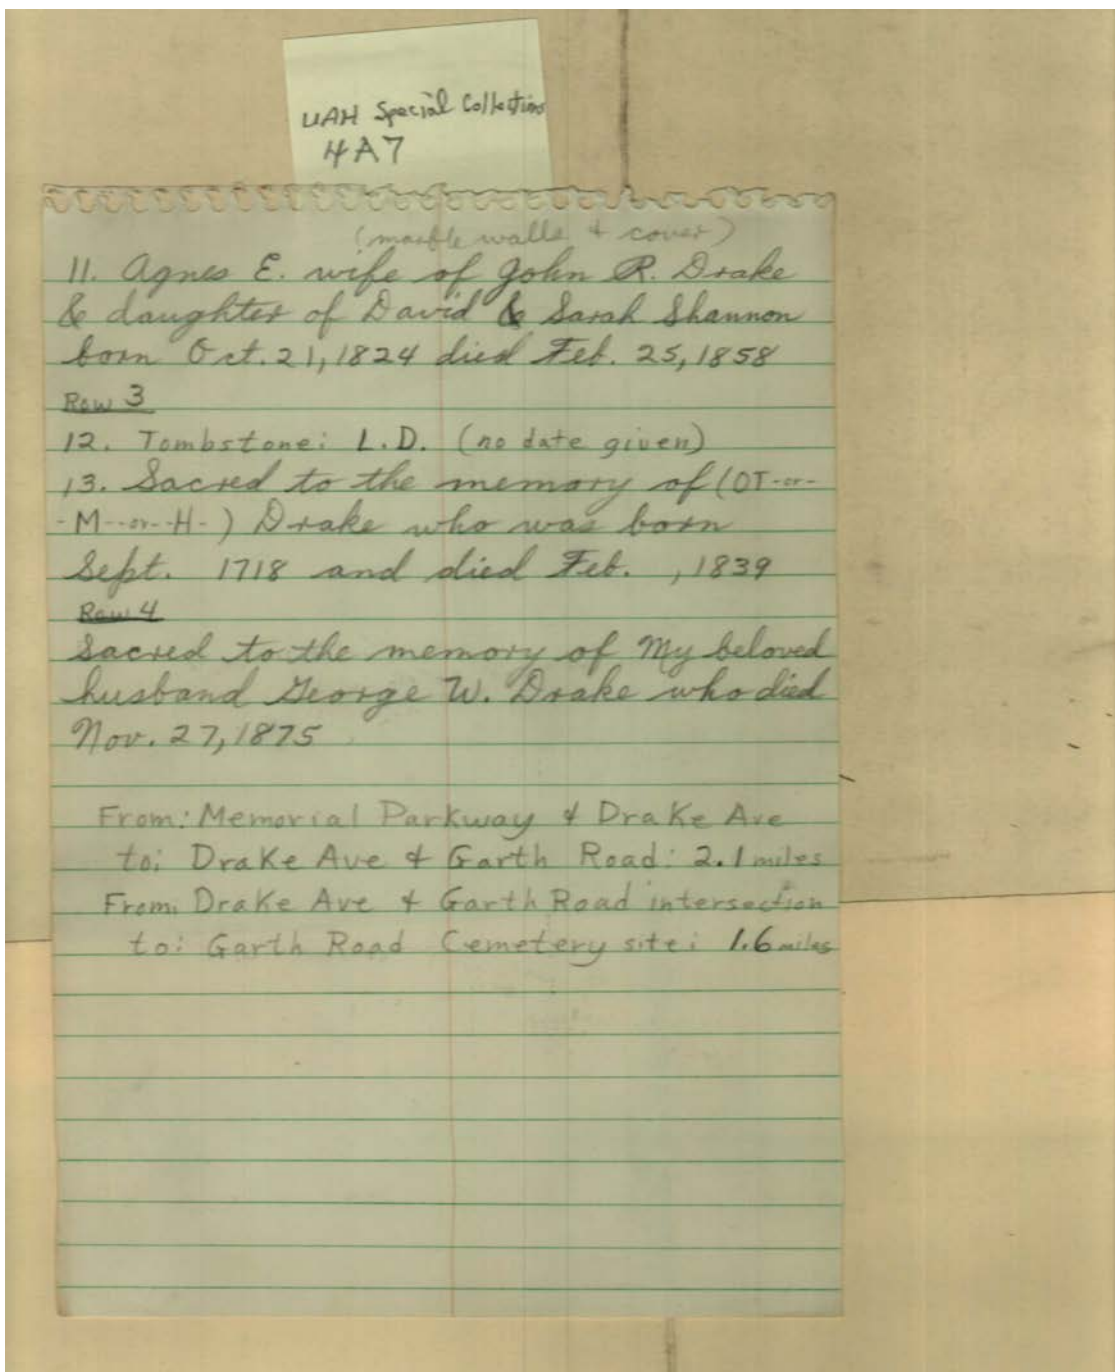 UAH Special Collections
4A7
(marble walls & cover)
11. Agnes E. wife of John R. Drake
& daughter of David & Sarah Shannon
born Oct. 21, 1824 died Feb. 25, 1858
Row 3
12. Tombstone: L.D. (no date given)
13. Sacred to the memory of (OT-or-
-M--or--H-) Drake who was born
Sept. 1718 and died Feb. , 1839
Row 4
Sacred to the memory of My beloved
husband George W. Drake who died
Nov. 27, 1875
From: Memorial Parkway & Drake Ave
to: Drake Ave & Garth Road: 2.1 miles
From: Drake Ave & Garth Road intersection
to: Garth Road Cemetery site: 1.6 miles